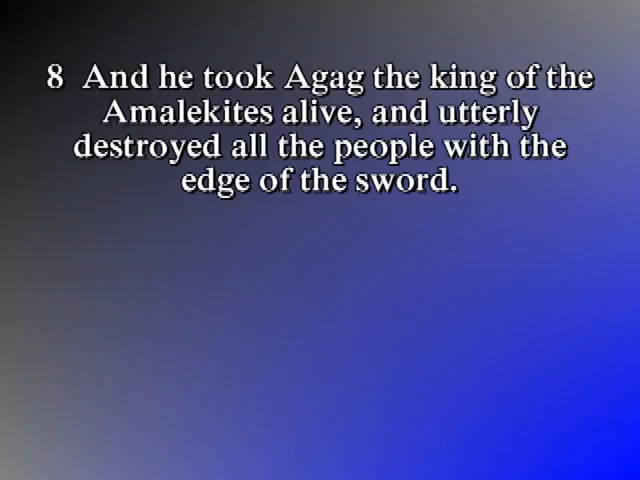 8 And he took Agag the king of the
Amalekites alive, and utterly
destroyed all the people with the
edge of the sword.